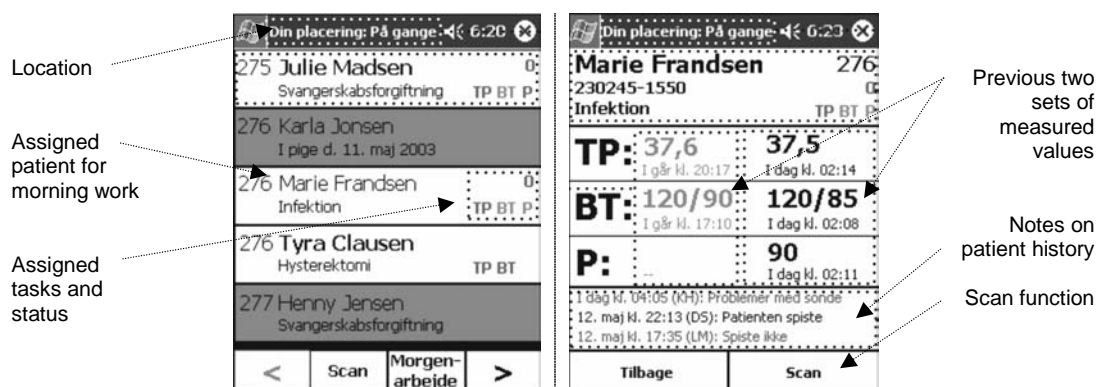 Location
Assigned
patient for
morning work
Assigned
tasks and
status
Din placering: På gange 6:20
275 Julie Madsen 0
Svangerskabsforgiftning TP BT P
276 Karla Jonsen
I pige d. 11. maj 2003
276 Marie Frandsen 0
Infektion TP BT P
276 Tyra Clausen
Hysterektomi TP BT
277 Henny Jensen
Svangerskabsforgiftning
< Scan Morgen-
arbejde >
Din placering: På gange 6:23
Marie Frandsen 276
230245-1550 0
Infektion TP BT P
TP: 37,6 37,5
I går kl. 20:17 I dag kl. 02:14
BT: 120/90 120/85
I går kl. 17:10 I dag kl. 02:08
P: -- 90
I dag kl. 02:11
I dag kl. 04:05 (KH): Problemer med sonde
12. maj kl. 22:13 (DS): Patienten spiste
12. maj kl. 17:35 (LM): Spiste ikke
Tilbage Scan
Previous two
sets of
measured
values
Notes on
patient history
Scan function